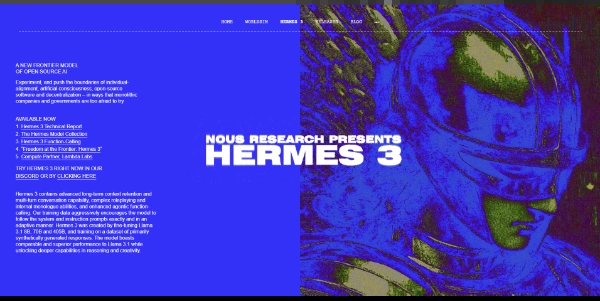 HOME WORLDSIM HERMES 3 RELEASES BLOG
A NEW FRONTIER MODEL
OF OPEN SOURCE AI
Experiment, and push the boundaries of individual-
alignment, artificial consciousness, open-source
software and decentralization – in ways that monolithic
companies and governments are too afraid to try.
AVAILABLE NOW
1. Hermes 3 Technical Report
2. The Hermes Model Collection
3. Hermes 3 Function-Calling
4. "Freedom at the Frontier: Hermes 3"
5. Compute Partner, Lambda Labs
TRY HERMES 3 RIGHT NOW IN OUR
DISCORD OR BY CLICKING HERE
NOUS RESEARCH PRESENTS
HERMES 3
Hermes 3 contains advanced long-term context retention and
multi-turn conversation capability, complex roleplaying and
internal monologue abilities, and enhanced agentic function-
calling. Our training data aggressively encourages the model to
follow the system and instruction prompts exactly and in an
adaptive manner. Hermes 3 was created by fine-tuning Llama
3.1 8B, 70B and 405B, and training on a dataset of primarily
synthetically generated responses. The model boasts
comparable and superior performance to Llama 3.1 while
unlocking deeper capabilities in reasoning and creativity.